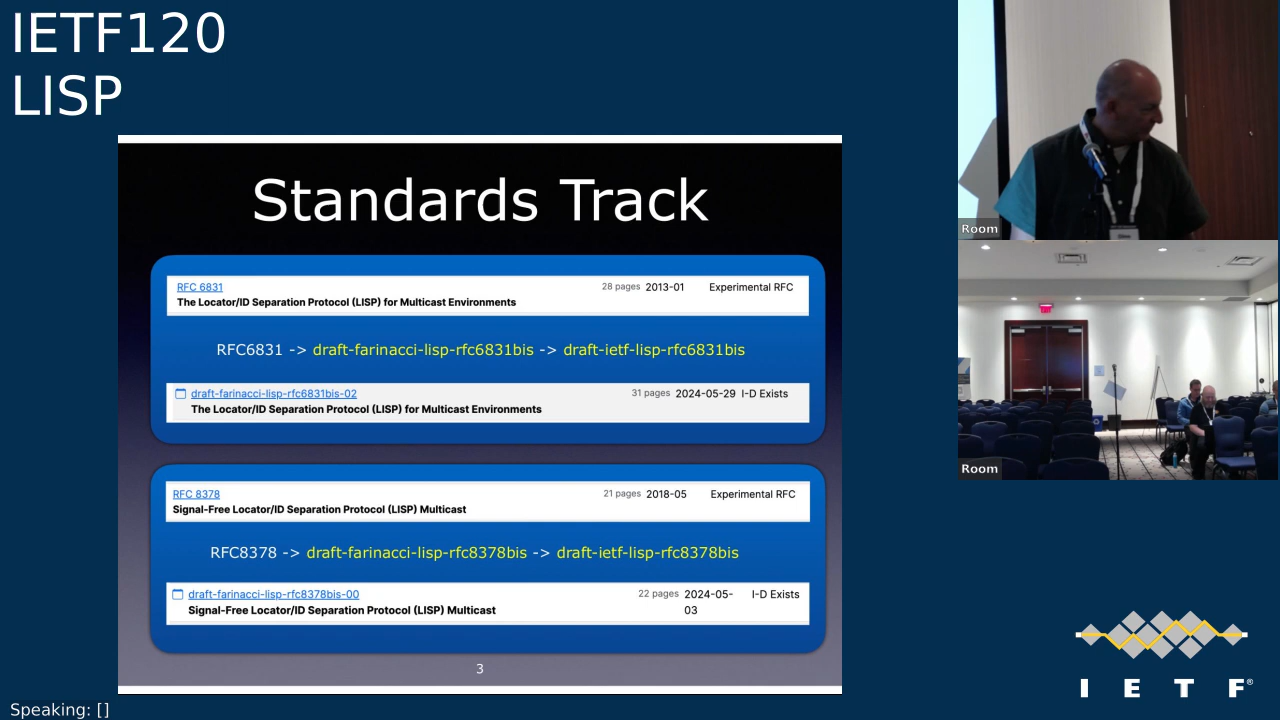 IETF120
LISP
Standards Track
RFC 6831 28 pages 2013-01 Experimental RFC
The Locator/ID Separation Protocol (LISP) for Multicast Environments
RFC6831 -> draft-farinacci-lisp-rfc6831bis -> draft-ietf-lisp-rfc6831bis
draft-farinacci-lisp-rfc6831bis-02 31 pages 2024-05-29 I-D Exists
The Locator/ID Separation Protocol (LISP) for Multicast Environments
RFC 8378 21 pages 2018-05 Experimental RFC
Signal-Free Locator/ID Separation Protocol (LISP) Multicast
RFC8378 -> draft-farinacci-lisp-rfc8378bis -> draft-ietf-lisp-rfc8378bis
draft-farinacci-lisp-rfc8378bis-00 22 pages 2024-05- I-D Exists
Signal-Free Locator/ID Separation Protocol (LISP) Multicast 03
3
Room
Room
I E T F®
Speaking: []